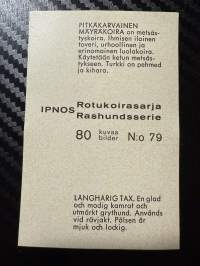 PITKÄKARVAINEN
MÄYRÄKOIRA on metsäs-
tyskoira. Ihmisen iloinen
toveri, urhoollinen ja
erinomainen luolakoira.
Käytetään ketun metsäs-
tykseen. Turkki on pehmeä
ja kihara.
IPNOS Rotukoirasarja
Rashundsserie
80 kuvaa bilder N:o 79
LANGHARIG TAX. En glad
och modig kamrat och
utmärkt grythund. Används
vid rävjakt. Pälsen är
mjuk och lockig.